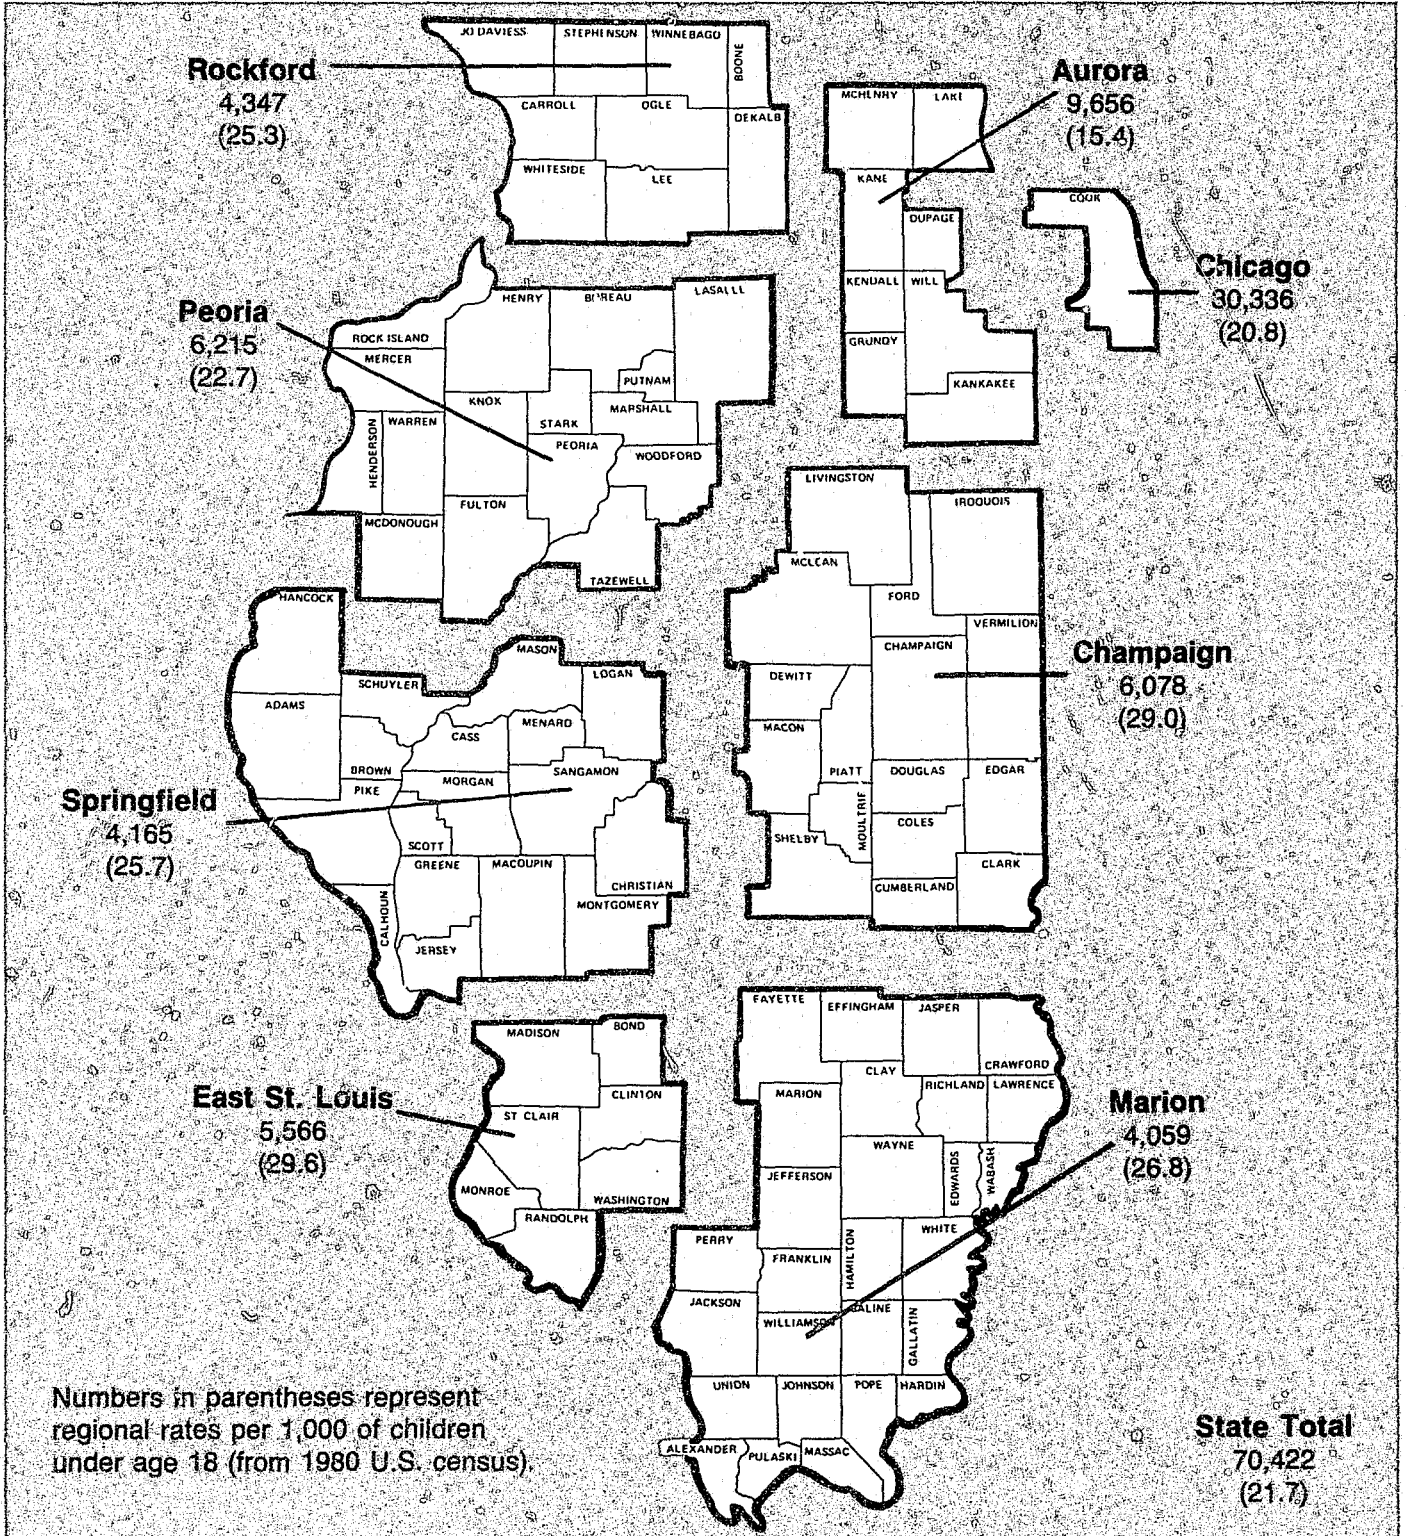 JO DAVIESS
STEPHENSON
WINNEBAGO
BOONE
CARROLL
OGLE
DEKALB
WHITESIDE
LEE
Rockford
4,347
(25.3)
MCHENRY
LAKE
KANE
DUPAGE
KENDALL
WILL
GRUNDY
KANKAKEE
Aurora
9,656
(15.4)
COOK
Chicago
30,336
(20.8)
Peoria
6,215
(22.7)
HENRY
BUREAU
LASALLE
ROCK ISLAND
MERCER
PUTNAM
KNOX
MARSHALL
STARK
WARREN
HENDERSON
PEORIA
WOODFORD
FULTON
MCDONOUGH
TAZEWELL
LIVINGSTON
IROQUOIS
MCLEAN
FORD
VERMILION
CHAMPAIGN
DEWITT
MACON
PIATT
DOUGLAS
EDGAR
MOULTRIE
COLES
SHELBY
CLARK
CUMBERLAND
Champaign
6,078
(29.0)
HANCOCK
MASON
SCHUYLER
LOGAN
ADAMS
MENARD
CASS
BROWN
MORGAN
SANGAMON
PIKE
SCOTT
GREENE
MACOUPIN
CHRISTIAN
MONTGOMERY
CALHOUN
JERSEY
Springfield
4,165
(25.7)
MADISON
BOND
CLINTON
ST CLAIR
MONROE
WASHINGTON
RANDOLPH
East St. Louis
5,566
(29.6)
FAYETTE
EFFINGHAM
JASPER
CRAWFORD
CLAY
RICHLAND
LAWRENCE
MARION
WAYNE
EDWARDS
WABASH
JEFFERSON
PERRY
HAMILTON
WHITE
FRANKLIN
JACKSON
WILLIAMSON
SALINE
GALLATIN
UNION
JOHNSON
POPE
HARDIN
ALEXANDER
PULASKI
MASSAC
Marion
4,059
(26.8)
Numbers in parentheses represent
regional rates per 1,000 of children
under age 18 (from 1980 U.S. census).
State Total
70,422
(21.7)